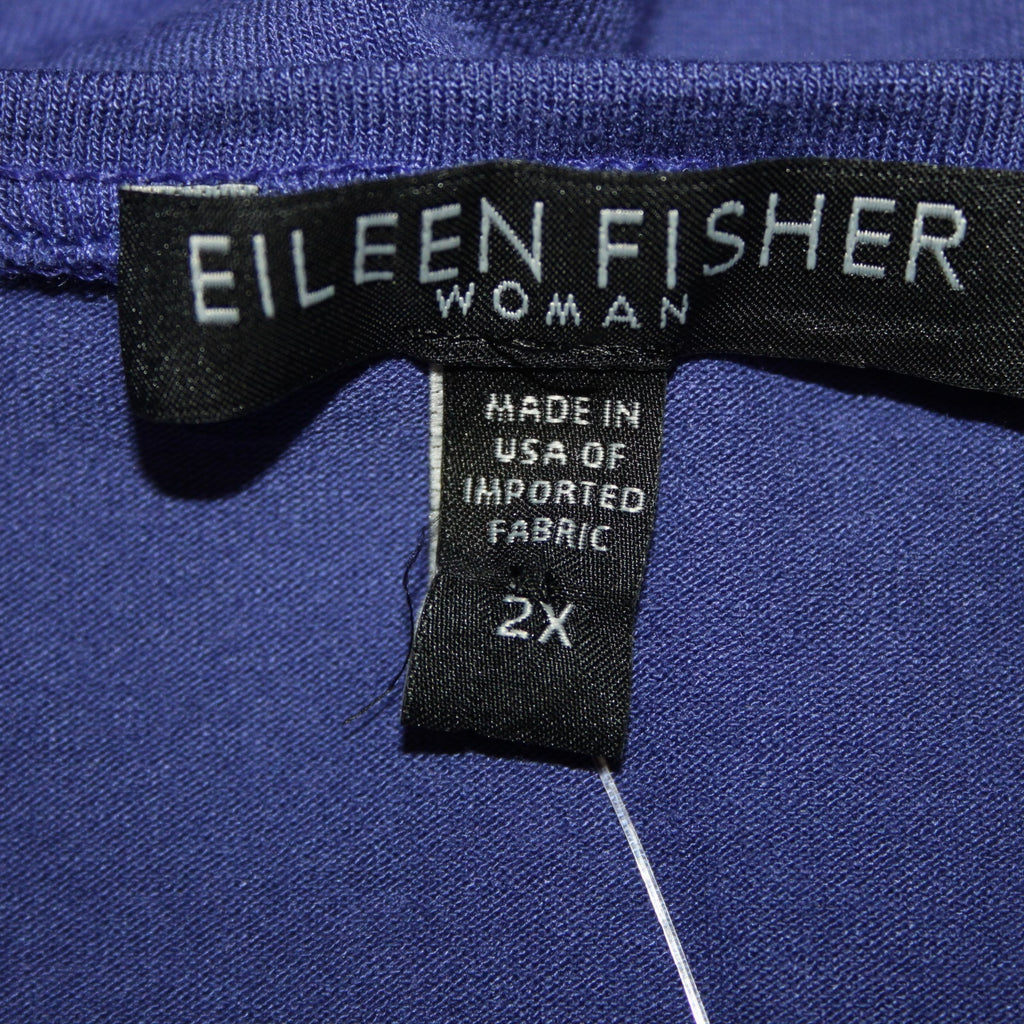 EILEEN FISHER
WOMAN
MADE IN
USA OF
IMPORTED
FABRIC
2X